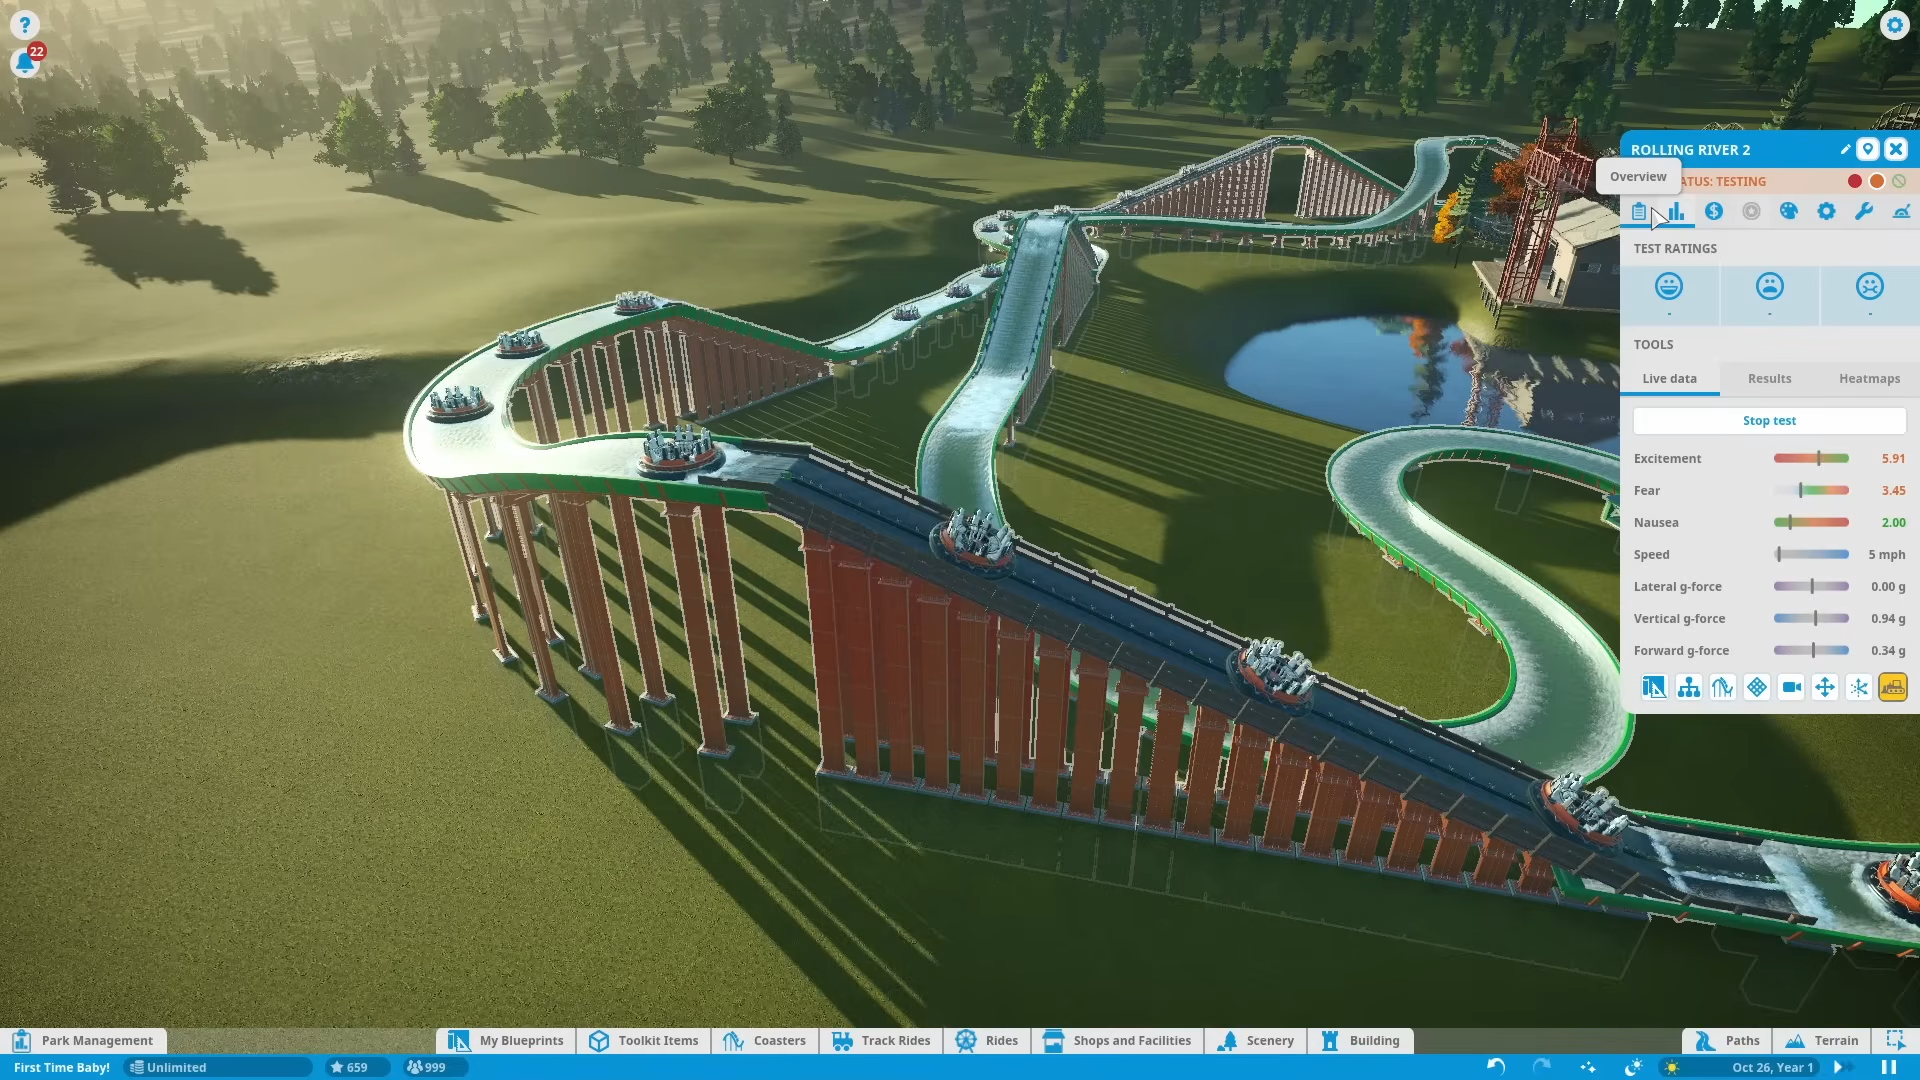 ?
22
ROLLING RIVER 2
Overview
ATUS: TESTING
TEST RATINGS
- - -
TOOLS
Live data Results Heatmaps
Stop test
Excitement 5.91
Fear 3.45
Nausea 2.00
Speed 5 mph
Lateral g-force 0.00 g
Vertical g-force 0.94 g
Forward g-force 0.34 g
Park Management My Blueprints Toolkit Items Coasters Track Rides Rides Shops and Facilities Scenery Building Paths Terrain
First Time Baby! Unlimited 659 999 Oct 26, Year 1